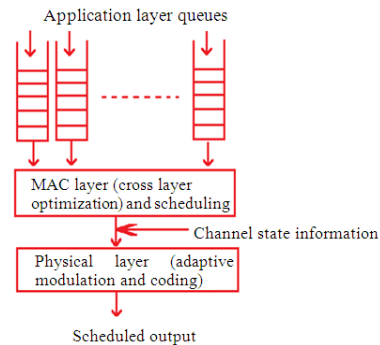 Application layer queues
MAC layer (cross layer
optimization) and scheduling
Channel state information
Physical layer (adaptive
modulation and coding)
Scheduled output